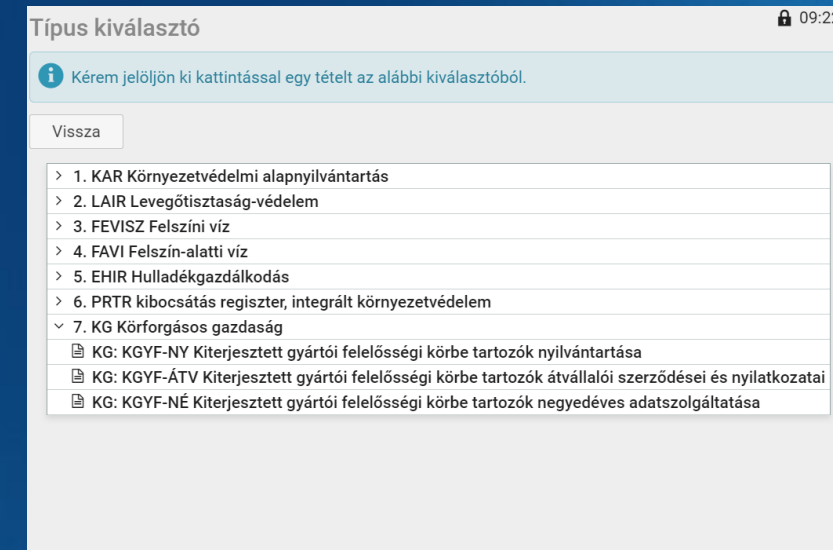 Típus kiválasztó
09:22
Kérem jelöljön ki kattintással egy tételt az alábbi kiválasztóból.
Vissza
1. KAR Környezetvédelmi alapnyilvántartás
2. LAIR Levegőtisztaság-védelem
3. FEVISZ Felszíni víz
4. FAVI Felszín-alatti víz
5. EHIR Hulladékgazdálkodás
6. PRTR kibocsátás regiszter, integrált környezetvédelem
7. KG Körforgásos gazdaság
KG: KGYF-NY Kiterjesztett gyártói felelősségi körbe tartozók nyilvántartása
KG: KGYF-ÁTV Kiterjesztett gyártói felelősségi körbe tartozók átvállalói szerződései és nyilatkozatai
KG: KGYF-NÉ Kiterjesztett gyártói felelősségi körbe tartozók negyedéves adatszolgáltatása